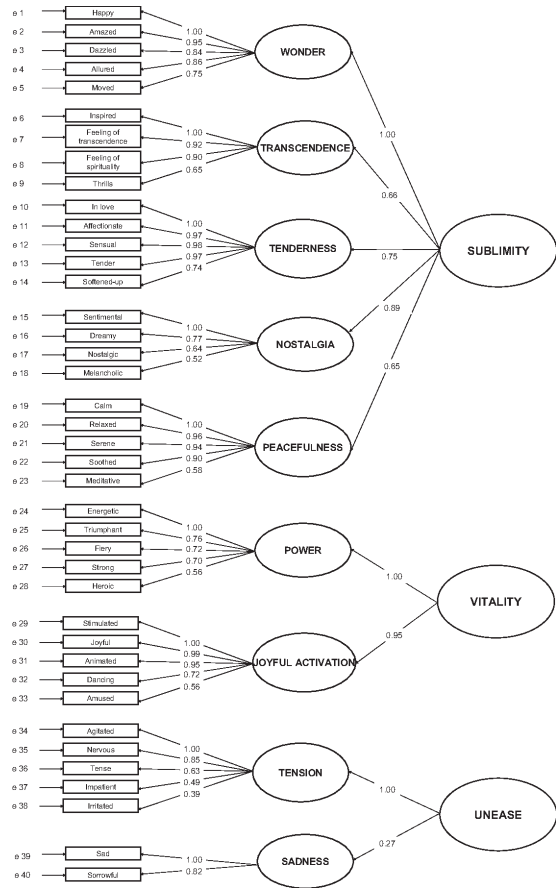 e 1 Happy
e 2 Amazed
e 3 Dazzled
e 4 Allured
e 5 Moved
1.00
0.95
0.84
0.86
0.75
WONDER
e 6 Inspired
e 7 Feeling of
transcendence
e 8 Feeling of
spirituality
e 9 Thrills
1.00
0.92
0.90
0.65
TRANSCENDENCE
e 10 In love
e 11 Affectionate
e 12 Sensual
e 13 Tender
e 14 Softened-up
1.00
0.97
0.98
0.97
0.74
TENDERNESS
e 15 Sentimental
e 16 Dreamy
e 17 Nostalgic
e 18 Melancholic
1.00
0.77
0.64
0.52
NOSTALGIA
e 19 Calm
e 20 Relaxed
e 21 Serene
e 22 Soothed
e 23 Meditative
1.00
0.96
0.94
0.90
0.58
PEACEFULNESS
1.00
0.66
0.75
0.89
0.65
SUBLIMITY
e 24 Energetic
e 25 Triumphant
e 26 Fiery
e 27 Strong
e 28 Heroic
1.00
0.76
0.72
0.70
0.56
POWER
e 29 Stimulated
e 30 Joyful
e 31 Animated
e 32 Dancing
e 33 Amused
1.00
0.99
0.95
0.72
0.56
JOYFUL ACTIVATION
1.00
0.95
VITALITY
e 34 Agitated
e 35 Nervous
e 36 Tense
e 37 Impatient
e 38 Irritated
1.00
0.85
0.63
0.49
0.39
TENSION
e 39 Sad
e 40 Sorrowful
1.00
0.82
SADNESS
1.00
0.27
UNEASE